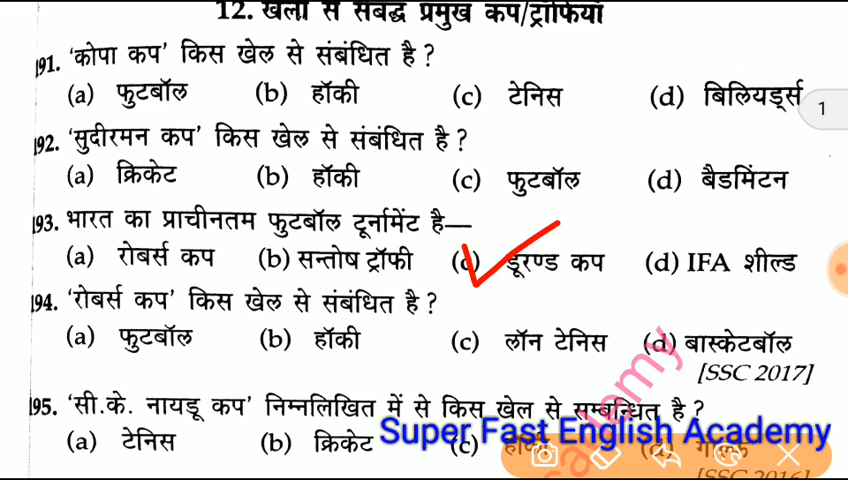 12. खेलों से संबद्ध प्रमुख कप/ट्रॉफियाँ
191. 'कोपा कप' किस खेल से संबंधित है ?
(a) फुटबॉल (b) हॉकी (c) टेनिस (d) बिलियर्ड्स
1
192. 'सुदीरमन कप' किस खेल से संबंधित है ?
(a) क्रिकेट (b) हॉकी (c) फुटबॉल (d) बैडमिंटन
193. भारत का प्राचीनतम फुटबॉल टूर्नामेंट है—
(a) रोबर्स कप (b) सन्तोष ट्रॉफी (c) डूरण्ड कप (d) IFA शील्ड
194. 'रोबर्स कप' किस खेल से संबंधित है ?
(a) फुटबॉल (b) हॉकी (c) लॉन टेनिस (d) बास्केटबॉल
[SSC 2017]
195. 'सी.के. नायडू कप' निम्नलिखित में से किस खेल से सम्बन्धित है ?
(a) टेनिस (b) क्रिकेट (c) हॉकी (d) गोल्फ
Super Fast English Academy
[SSC 2016]